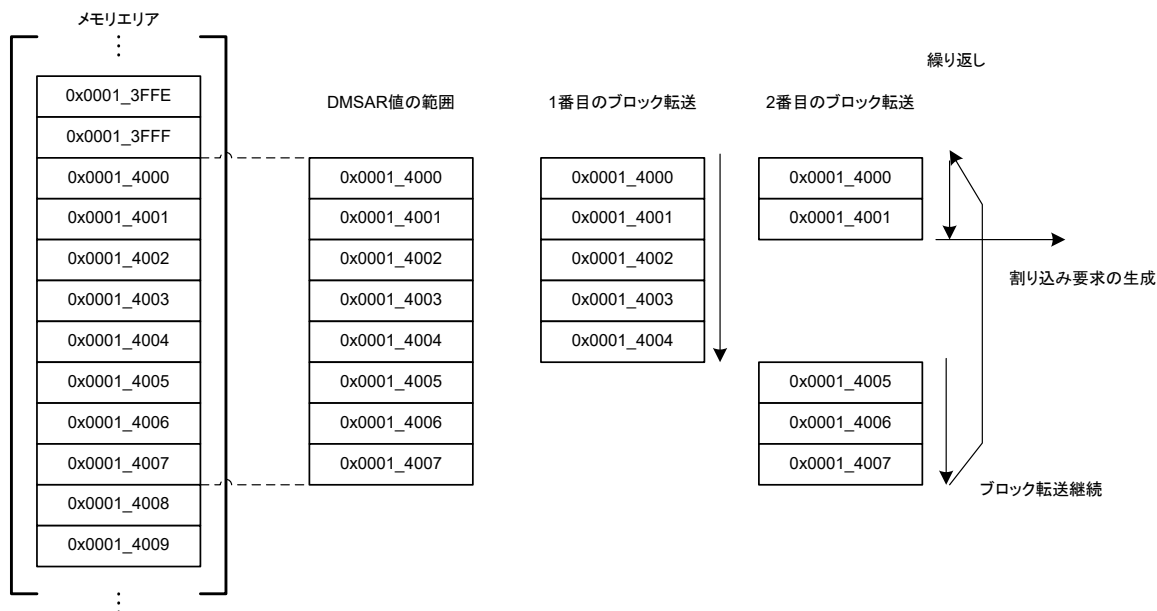 メモリエリア
0x0001_3FFE
0x0001_3FFF
0x0001_4000
0x0001_4001
0x0001_4002
0x0001_4003
0x0001_4004
0x0001_4005
0x0001_4006
0x0001_4007
0x0001_4008
0x0001_4009
DMSAR値の範囲
0x0001_4000
0x0001_4001
0x0001_4002
0x0001_4003
0x0001_4004
0x0001_4005
0x0001_4006
0x0001_4007
1番目のブロック転送
0x0001_4000
0x0001_4001
0x0001_4002
0x0001_4003
0x0001_4004
2番目のブロック転送
0x0001_4000
0x0001_4001
0x0001_4005
0x0001_4006
0x0001_4007
繰り返し
割り込み要求の生成
ブロック転送継続